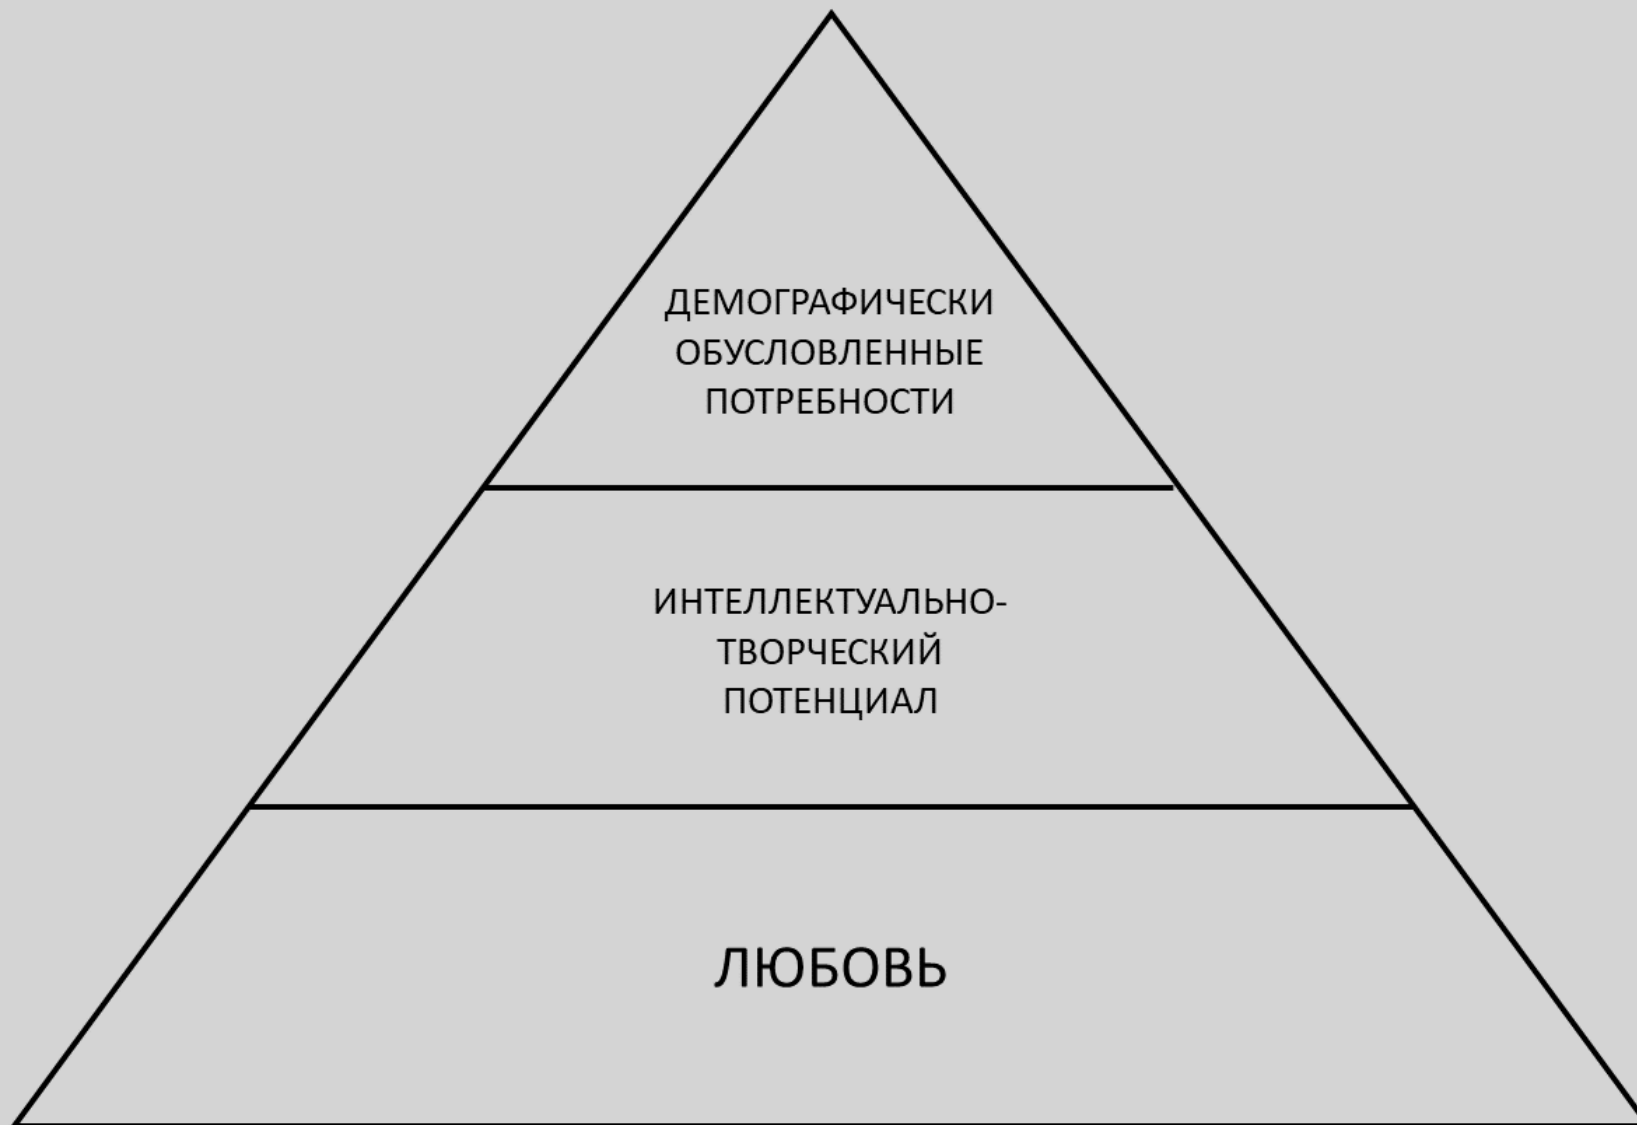 ДЕМОГРАФИЧЕСКИ
ОБУСЛОВЛЕННЫЕ
ПОТРЕБНОСТИ
ИНТЕЛЛЕКТУАЛЬНО-
ТВОРЧЕСКИЙ
ПОТЕНЦИАЛ
ЛЮБОВЬ